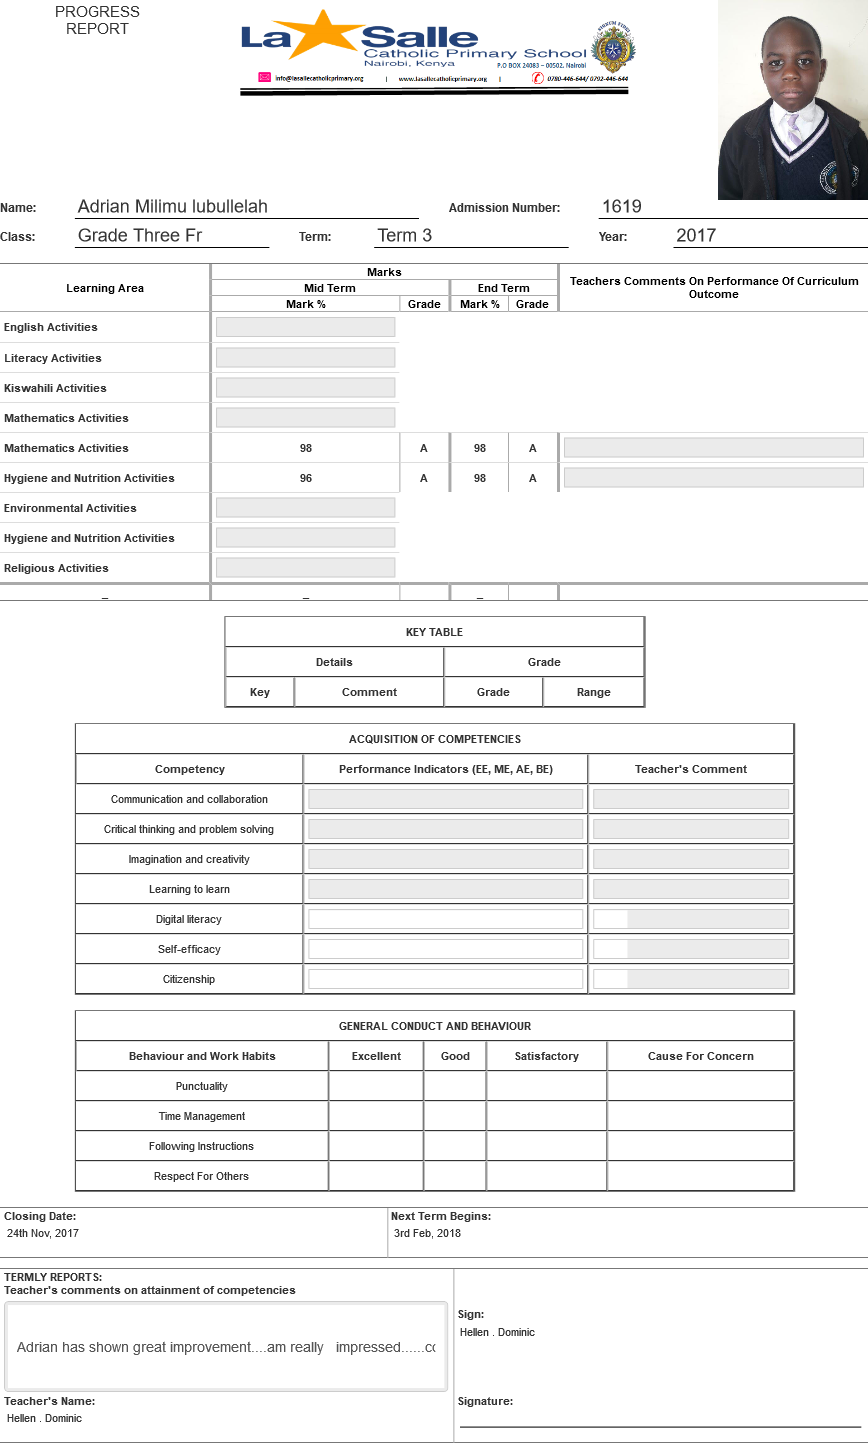 PROGRESS
REPORT
La Salle
Catholic Primary School
Nairobi, Kenya
P.O BOX 24083 – 00502, Nairobi
info@lasallecatholicprimary.org | www.lasallecatholicprimary.org | 0780-446-644/ 0792-446-644
Name: Adrian Milimu lubullelah Admission Number: 1619
Class: Grade Three Fr Term: Term 3 Year: 2017
Learning Area Marks Teachers Comments On Performance Of Curriculum Outcome
Mid Term End Term
Mark % Grade Mark % Grade
English Activities
Literacy Activities
Kiswahili Activities
Mathematics Activities
Mathematics Activities 98 A 98 A
Hygiene and Nutrition Activities 96 A 98 A
Environmental Activities
Hygiene and Nutrition Activities
Religious Activities
_ _ _
KEY TABLE
Details Grade
Key Comment Grade Range
ACQUISITION OF COMPETENCIES
Competency Performance Indicators (EE, ME, AE, BE) Teacher's Comment
Communication and collaboration
Critical thinking and problem solving
Imagination and creativity
Learning to learn
Digital literacy
Self-efficacy
Citizenship
GENERAL CONDUCT AND BEHAVIOUR
Behaviour and Work Habits Excellent Good Satisfactory Cause For Concern
Punctuality
Time Management
Following Instructions
Respect For Others
Closing Date: Next Term Begins:
24th Nov, 2017 3rd Feb, 2018
TERMLY REPORTS:
Teacher's comments on attainment of competencies
Sign:
Hellen . Dominic
Adrian has shown great improvement....am really impressed......
Teacher's Name: Signature:
Hellen . Dominic